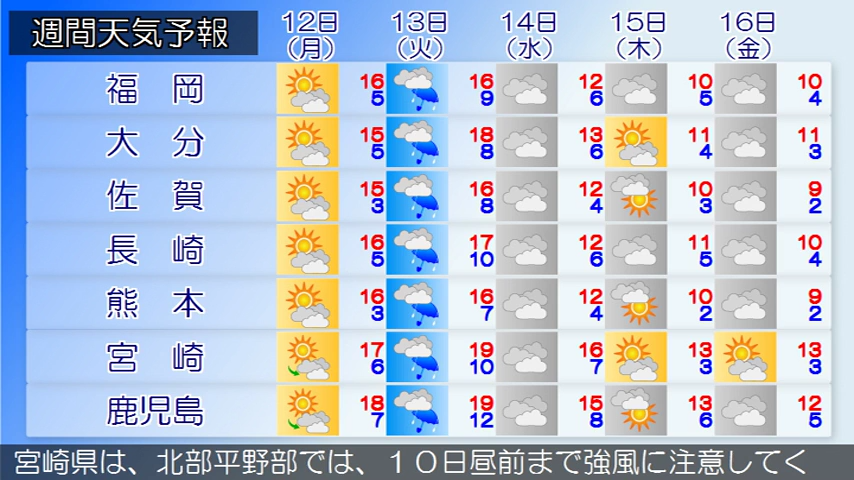 週間天気予報 12日 13日 14日 15日 16日
(月) (火) (水) (木) (金)
福岡 16 5 16 9 12 6 10 5 10 4
大分 15 5 18 8 13 6 11 4 11 3
佐賀 15 3 16 8 12 4 10 3 9 2
長崎 16 5 17 10 12 6 11 5 10 4
熊本 16 3 16 7 12 4 10 2 9 2
宮崎 17 6 19 10 16 7 13 3 13 3
鹿児島 18 7 19 12 15 8 13 6 12 5
宮崎県は、北部平野部では、10日昼前まで強風に注意してく